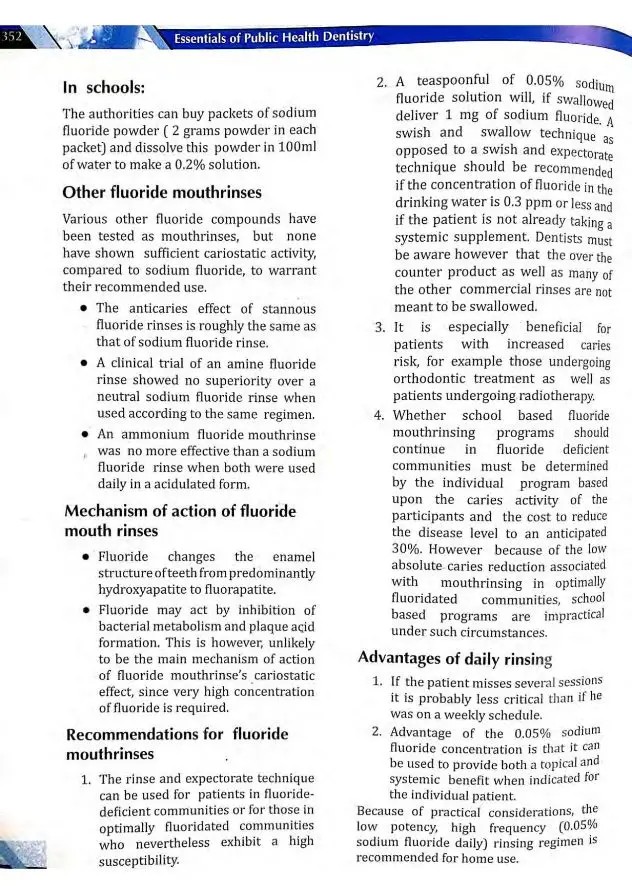 352
Essentials of Public Health Dentistry
In schools:
The authorities can buy packets of sodium
fluoride powder ( 2 grams powder in each
packet) and dissolve this powder in 100ml
of water to make a 0.2% solution.
Other fluoride mouthrinses
Various other fluoride compounds have
been tested as mouthrinses, but none
have shown sufficient cariostatic activity,
compared to sodium fluoride, to warrant
their recommended use.
● The anticaries effect of stannous
fluoride rinses is roughly the same as
that of sodium fluoride rinse.
● A clinical trial of an amine fluoride
rinse showed no superiority over a
neutral sodium fluoride rinse when
used according to the same regimen.
● An ammonium fluoride mouthrinse
was no more effective than a sodium
fluoride rinse when both were used
daily in a acidulated form.
Mechanism of action of fluoride
mouth rinses
● Fluoride changes the enamel
structure of teeth from predominantly
hydroxyapatite to fluorapatite.
● Fluoride may act by inhibition of
bacterial metabolism and plaque acid
formation. This is however, unlikely
to be the main mechanism of action
of fluoride mouthrinse's cariostatic
effect, since very high concentration
of fluoride is required.
Recommendations for fluoride
mouthrinses
1. The rinse and expectorate technique
can be used for patients in fluoride-
deficient communities or for those in
optimally fluoridated communities
who nevertheless exhibit a high
susceptibility.
2. A teaspoonful of 0.05% sodium
fluoride solution will, if swallowed
deliver 1 mg of sodium fluoride. A
swish and swallow technique as
opposed to a swish and expectorate
technique should be recommended
if the concentration of fluoride in the
drinking water is 0.3 ppm or less and
if the patient is not already taking a
systemic supplement. Dentists must
be aware however that the over the
counter product as well as many of
the other commercial rinses are not
meant to be swallowed.
3. It is especially beneficial for
patients with increased caries
risk, for example those undergoing
orthodontic treatment as well as
patients undergoing radiotherapy.
4. Whether school based fluoride
mouthrinsing programs should
continue in fluoride deficient
communities must be determined
by the individual program based
upon the caries activity of the
participants and the cost to reduce
the disease level to an anticipated
30%. However because of the low
absolute caries reduction associated
with mouthrinsing in optimally
fluoridated communities, school
based programs are impractical
under such circumstances.
Advantages of daily rinsing
1. If the patient misses several sessions
it is probably less critical than if he
was on a weekly schedule.
2. Advantage of the 0.05% sodium
fluoride concentration is that it can
be used to provide both a topical and
systemic benefit when indicated for
the individual patient.
Because of practical considerations, the
low potency, high frequency (0.05%
sodium fluoride daily) rinsing regimen is
recommended for home use.